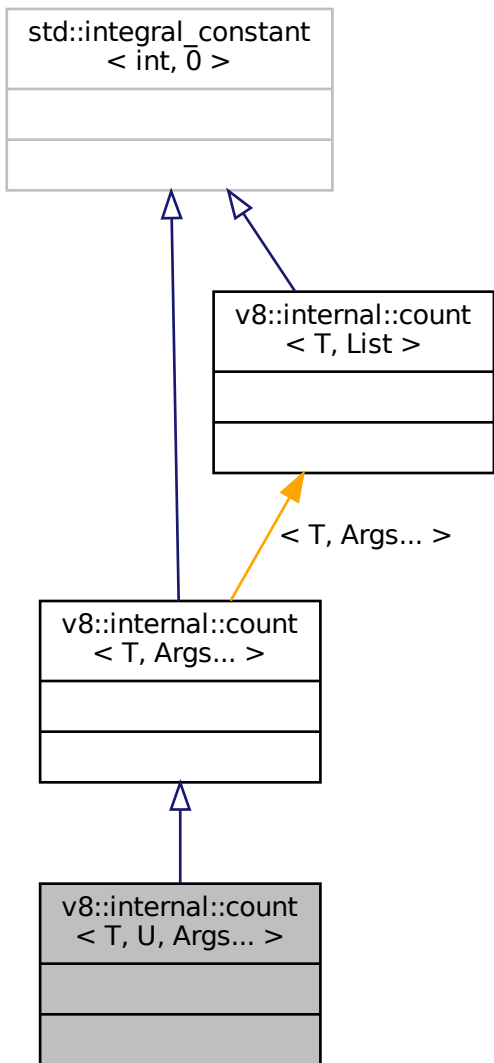 std::integral_constant
< int, 0 >
v8::internal::count
< T, List >
< T, Args... >
v8::internal::count
< T, Args... >
v8::internal::count
< T, U, Args... >